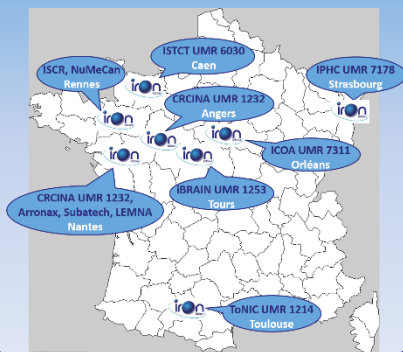 ISTCT UMR 6030
Caen
ISCR, NuMeCan
Rennes
iron
iron
IPHC UMR 7178
Strasbourg
iron
CRCINA UMR 1232
Angers
iron
iron
ICOA UMR 7311
Orléans
iron
iron
CRCINA UMR 1232,
Arronax, Subatech, LEMNA
Nantes
iBRAIN UMR 1253
Tours
iron
ToNIC UMR 1214
Toulouse